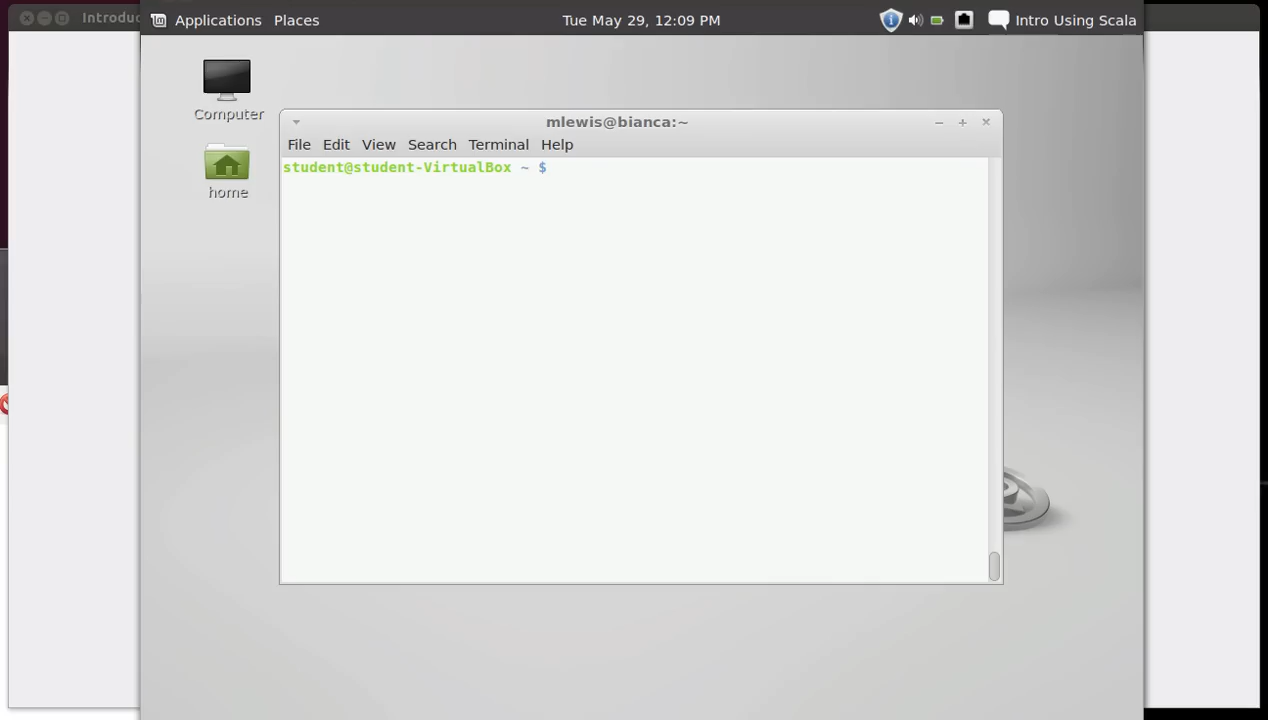 Introduc
Applications Places Tue May 29, 12:09 PM Intro Using Scala
Computer
home
mlewis@bianca:~
File Edit View Search Terminal Help
student@student-VirtualBox ~ $